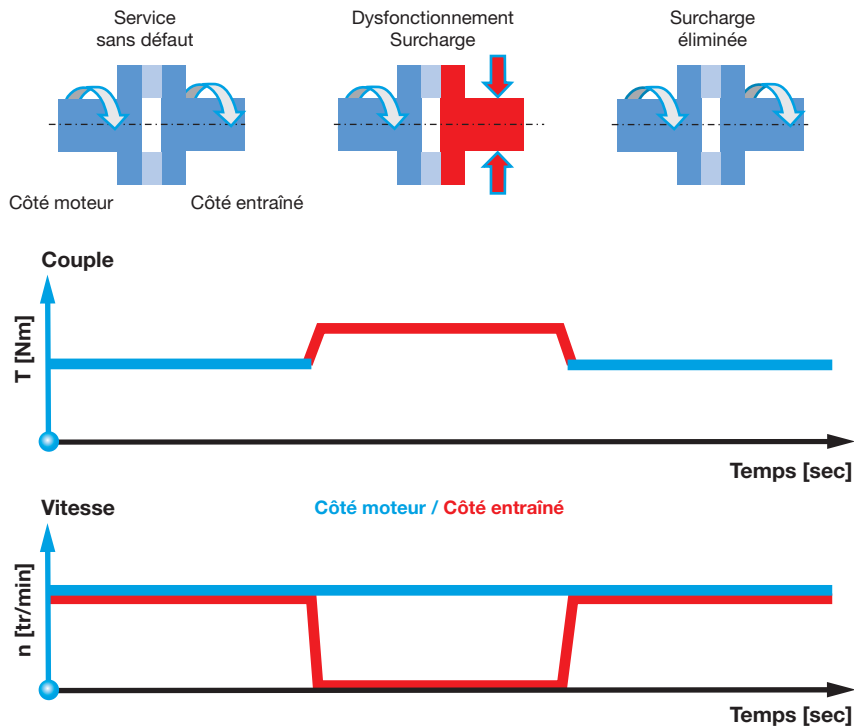 Service
sans défaut
Dysfonctionnement
Surcharge
Surcharge
éliminée
Côté moteur
Côté entraîné
Couple
T [Nm]
Temps [sec]
Vitesse
Côté moteur / Côté entraîné
n [tr/min]
Temps [sec]